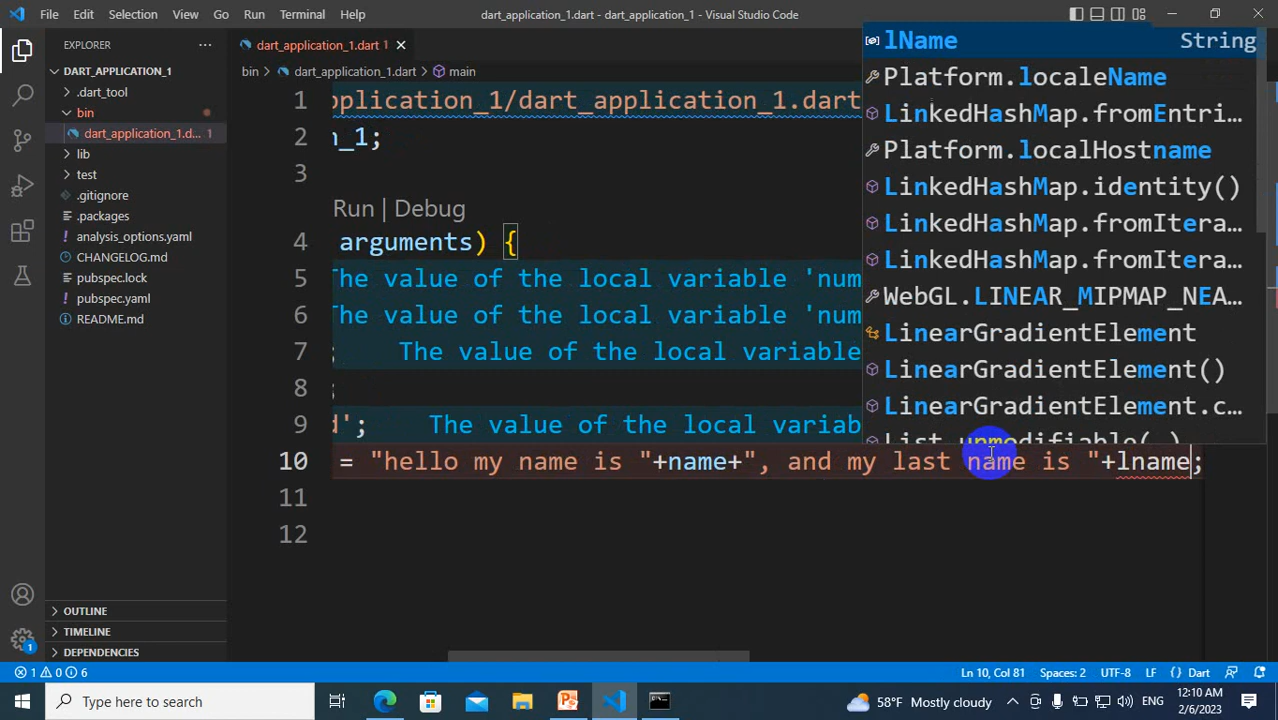 File Edit Selection View Go Run Terminal Help
dart_application_1.dart - dart_application_1 - Visual Studio Code
EXPLORER
dart_application_1.dart 1
DART_APPLICATION_1
.dart_tool
bin
dart_application_1.d... 1
lib
test
.gitignore
.packages
analysis_options.yaml
CHANGELOG.md
pubspec.lock
pubspec.yaml
README.md
OUTLINE
TIMELINE
DEPENDENCIES
bin > dart_application_1.dart > main
1 pplication_1/dart_application_1.dart
2 n_1;
3
Run | Debug
4 arguments) {
5 The value of the local variable 'num
6 The value of the local variable 'num
7 ; The value of the local variable
8 ;
9 d'; The value of the local variab
10 = "hello my name is "+name+", and my last name is "+lname;
11
12
lName String
Platform.localeName
LinkedHashMap.fromEntri...
Platform.localHostname
LinkedHashMap.identity()
LinkedHashMap.fromItera...
LinkedHashMap.fromItera...
WebGL.LINEAR_MIPMAP_NEA...
LinearGradientElement
LinearGradientElement()
LinearGradientElement.c...
List.unmodifiable(…)
1 0 6
Ln 10, Col 81 Spaces: 2 UTF-8 LF {} Dart
1
Type here to search
58°F Mostly cloudy
ENG
12:10 AM
2/6/2023